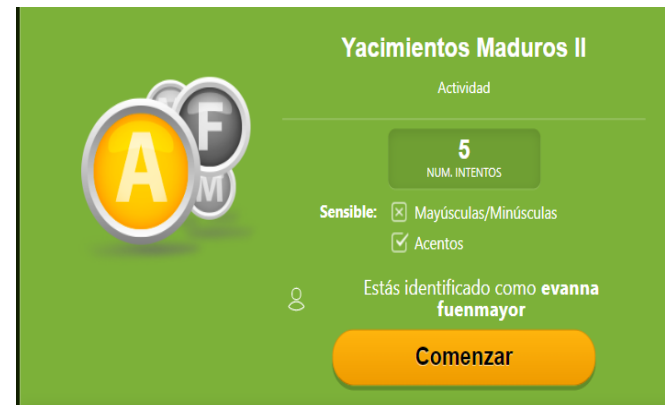 Yacimientos Maduros II
Actividad
5
NUM. INTENTOS
Sensible: Mayúsculas/Minúsculas
Acentos
Estás identificado como evanna
fuenmayor
Comenzar
A
F
M